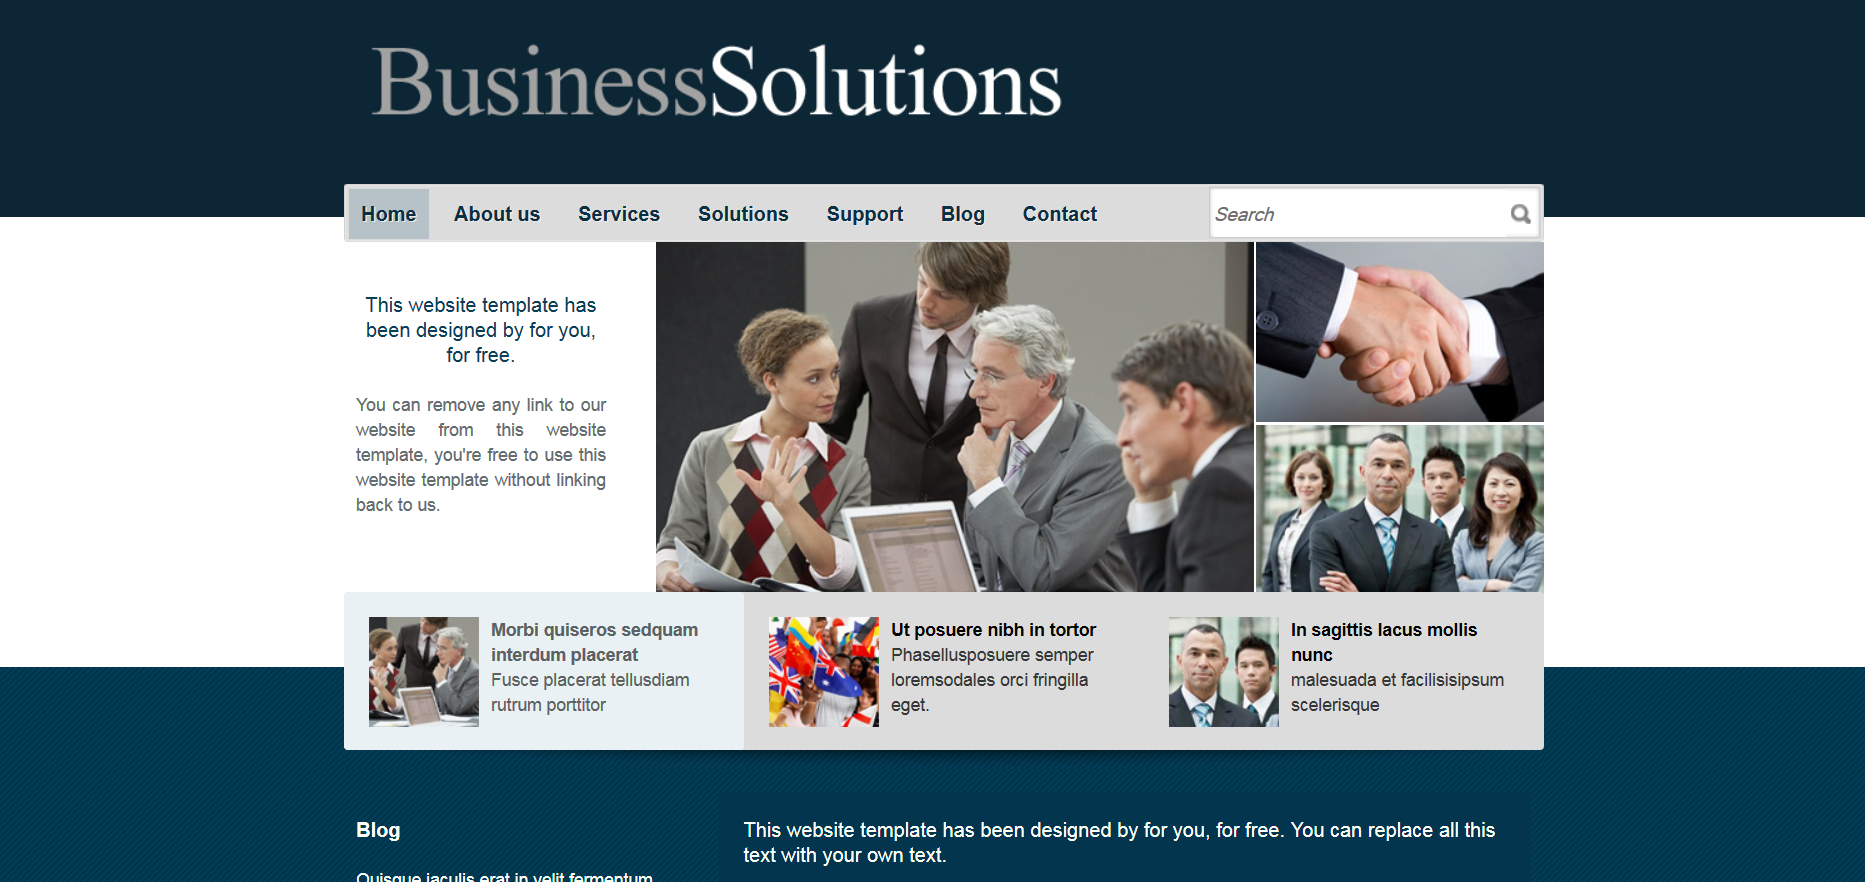 BusinessSolutions
Home About us Services Solutions Support Blog Contact Search
This website template has
been designed by for you,
for free.
You can remove any link to our
website from this website
template, you're free to use this
website template without linking
back to us.
Morbi quiseros sedquam
interdum placerat
Fusce placerat tellusdiam
rutrum porttitor
Ut posuere nibh in tortor
Phasellusposuere semper
loremsodales orci fringilla
eget.
In sagittis lacus mollis
nunc
malesuada et facilisisipsum
scelerisque
Blog
Quisque iaculis erat in velit fermentum
This website template has been designed by for you, for free. You can replace all this
text with your own text.